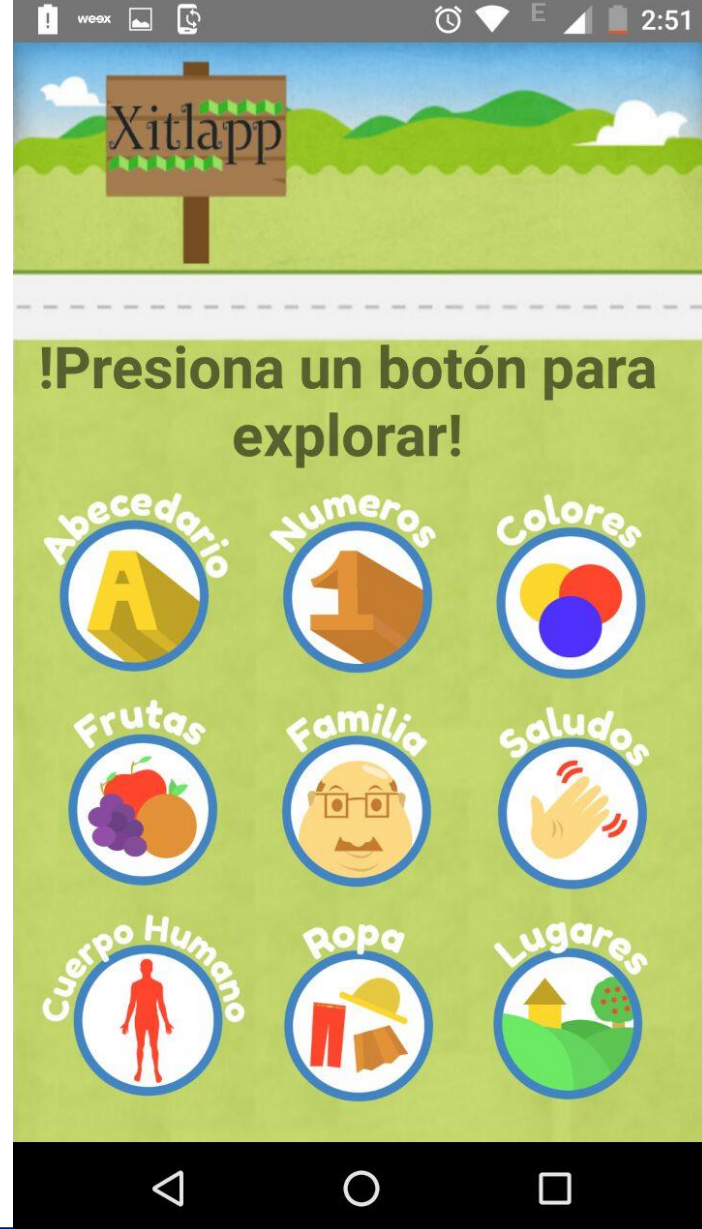 weex E 2:51
Xitlapp
!Presiona un botón para
explorar!
Abecedario Numeros Colores
A 1
Frutas Familia Saludos
Cuerpo Humano Ropa Lugares